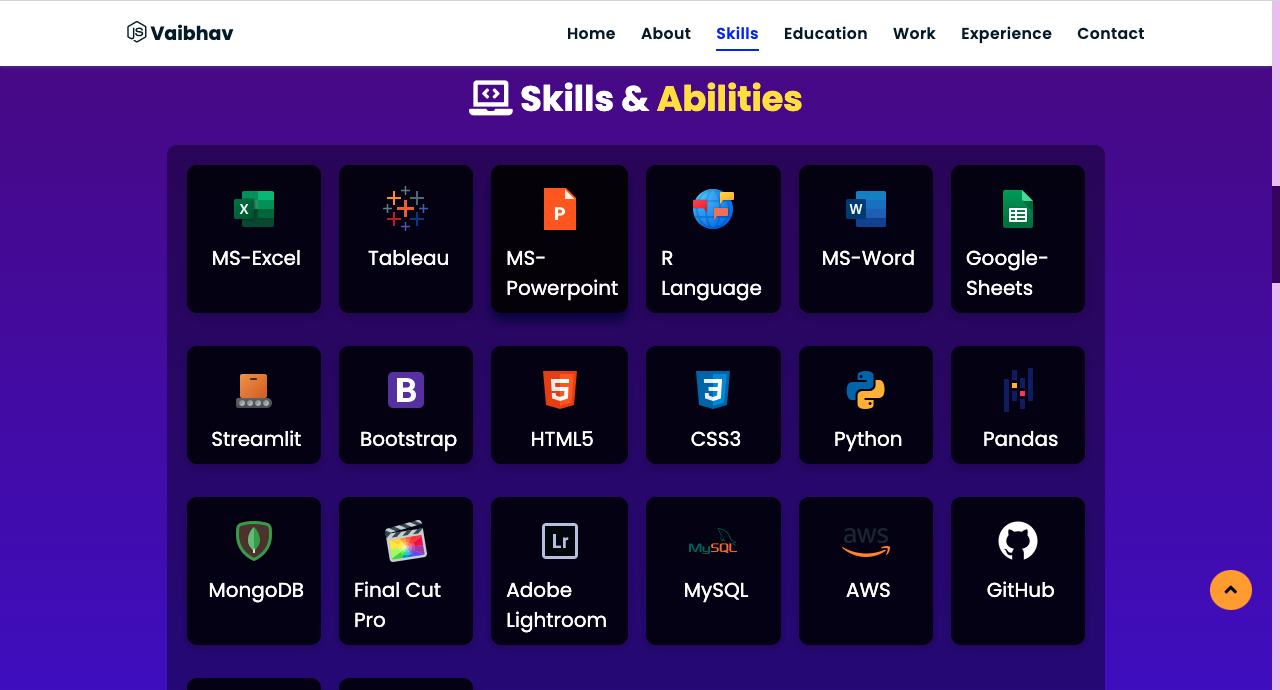 JS Vaibhav
Home About Skills Education Work Experience Contact
Skills & Abilities
X
MS-Excel
Tableau
P
MS-
Powerpoint
R
Language
W
MS-Word
Google-
Sheets
Streamlit
B
Bootstrap
5
HTML5
3
CSS3
Python
Pandas
MongoDB
Final Cut
Pro
Lr
Adobe
Lightroom
MySQL
MySQL
aws
AWS
GitHub